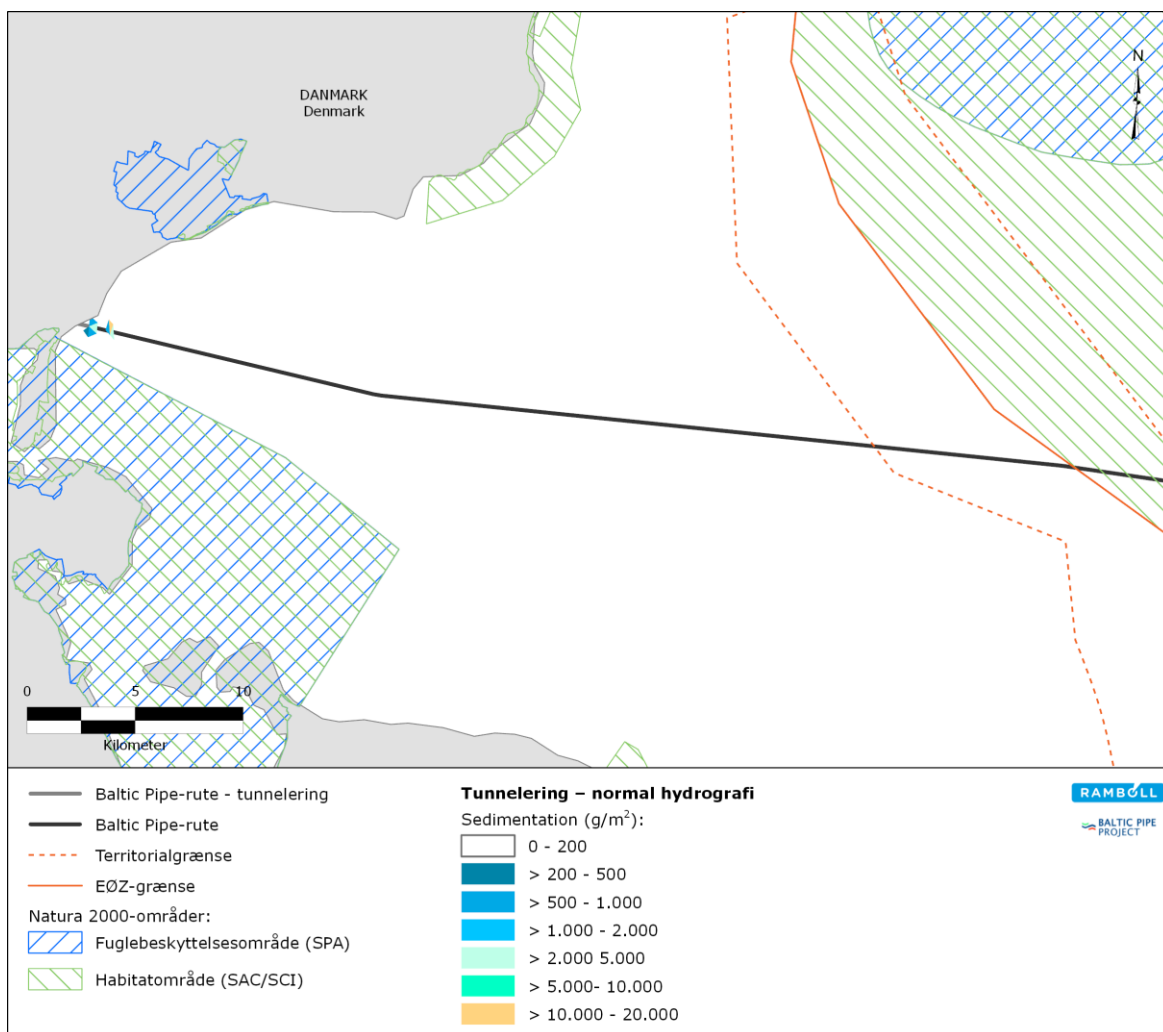 DANMARK
Denmark
N
0 5 10
Kilometer
Baltic Pipe-rute - tunnelering
Baltic Pipe-rute
Territorialgrænse
EØZ-grænse
Natura 2000-områder:
Fuglebeskyttelsesområde (SPA)
Habitatområde (SAC/SCI)
Tunnelering – normal hydrografi
Sedimentation (g/m²):
0 - 200
> 200 - 500
> 500 - 1.000
> 1.000 - 2.000
> 2.000 5.000
> 5.000- 10.000
> 10.000 - 20.000
RAMBOLL
BALTIC PIPE
PROJECT